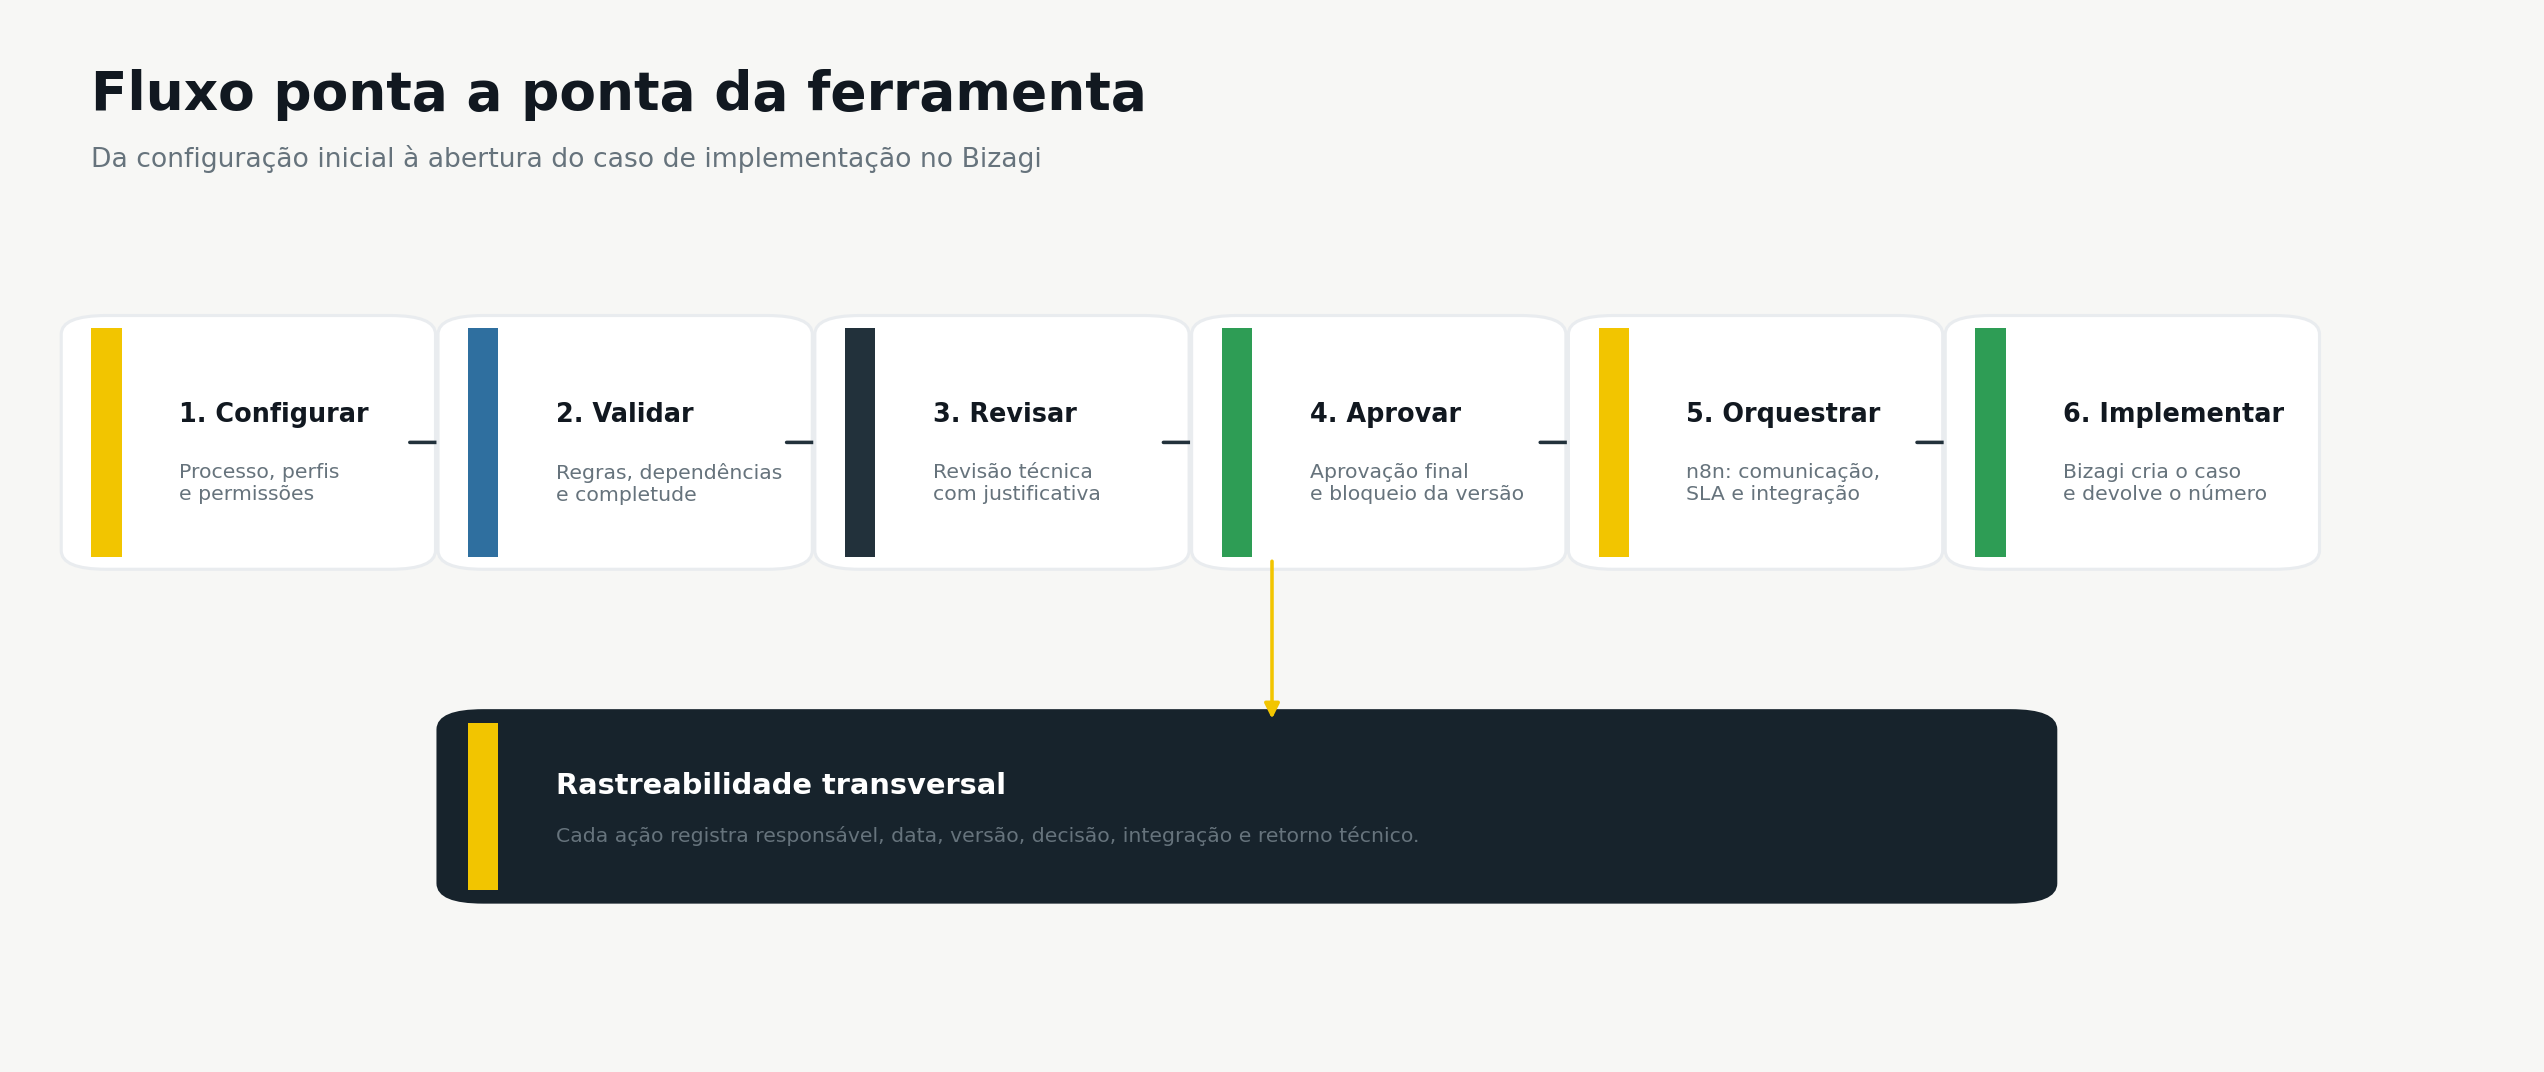 Fluxo ponta a ponta da ferramenta
Da configuração inicial à abertura do caso de implementação no Bizagi
1. Configurar
Processo, perfis
e permissões
2. Validar
Regras, dependências
e completude
3. Revisar
Revisão técnica
com justificativa
4. Aprovar
Aprovação final
e bloqueio da versão
5. Orquestrar
n8n: comunicação,
SLA e integração
6. Implementar
Bizagi cria o caso
e devolve o número
Rastreabilidade transversal
Cada ação registra responsável, data, versão, decisão, integração e retorno técnico.